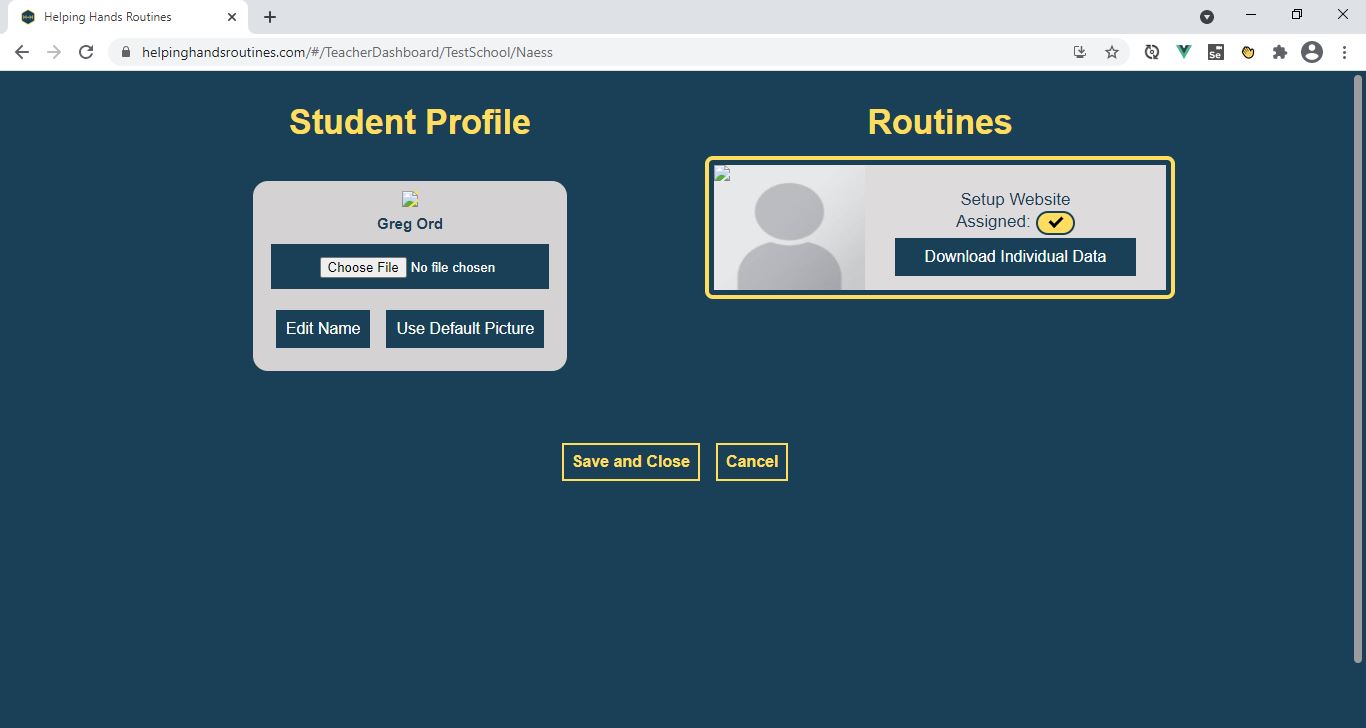 Helping Hands Routines
helpinghandsroutines.com/#/TeacherDashboard/TestSchool/Naess
Se
Student Profile
Greg Ord
Choose File No file chosen
Edit Name
Use Default Picture
Routines
Setup Website
Assigned:
Download Individual Data
Save and Close
Cancel